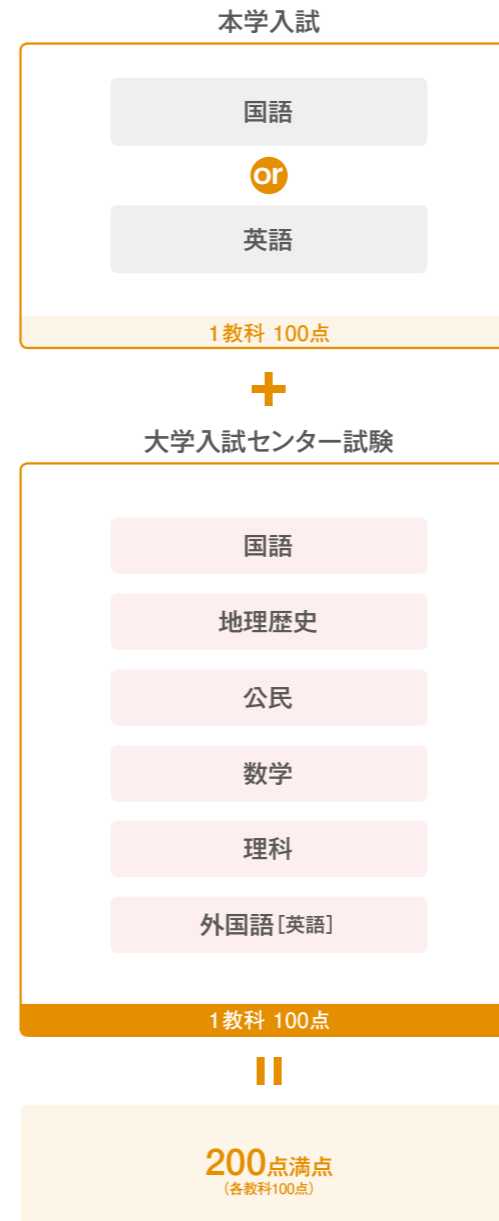 本学入試
国語
or
英語
1教科 100点
+
大学入試センター試験
国語
地理歴史
公民
数学
理科
外国語[英語]
1教科 100点
=
200点満点
(各教科100点)